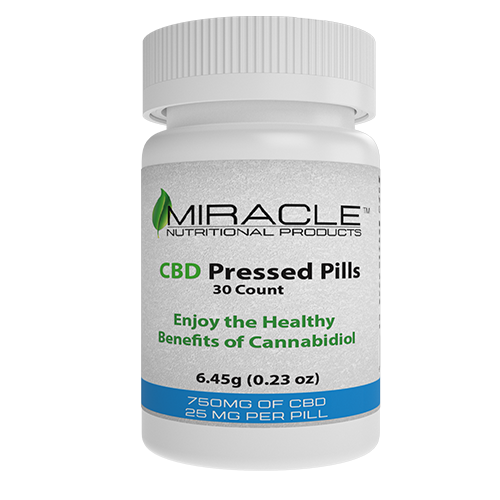 MIRACLE™
NUTRITIONAL PRODUCTS
CBD Pressed Pills
30 Count
Enjoy the Healthy
Benefits of Cannabidiol
6.45g (0.23 oz)
750MG OF CBD
25 MG PER PILL